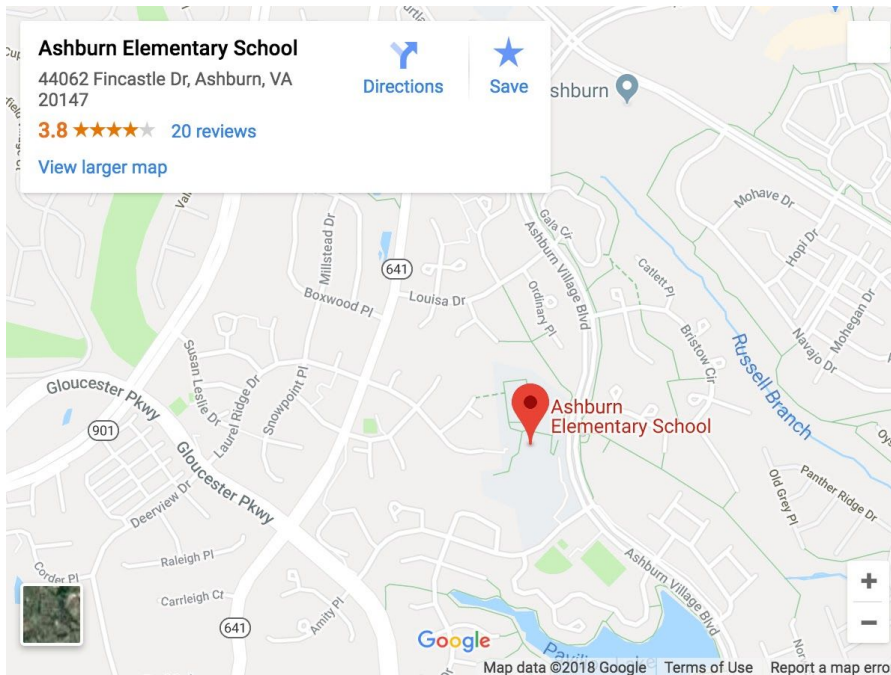 Ashburn Elementary School
44062 Fincastle Dr, Ashburn, VA
20147
3.8
20 reviews
View larger map
Directions
Save
shburn
Mohave Dr
Hopi Dr
Mohegan Dr
Navajo Dr
Gala Cir
Ashburn Village Blvd
Catlett Pl
Ordinary Pl
Bristow Cir
Russell Branch
Millstead Dr
641
Boxwood Pl
Louisa Dr
Susan Leslie Dr
Laurel Ridge Dr
Snowpoint Pl
Gloucester Pkwy
901
Gloucester Pkwy
Ashburn
Elementary School
Old Grey Pl
Panther Ridge Dr
Deerview Dr
Raleigh Pl
Corder Pl
Carrleigh Ct
641
Amity Pl
Ashburn Village Blvd
Google
Map data ©2018 Google
Terms of Use
Report a map erro